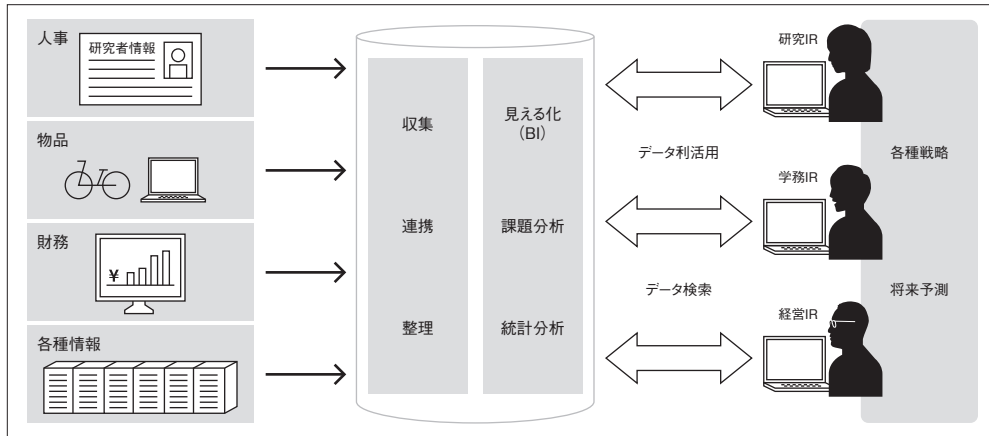 人事
研究者情報
物品
財務
¥
各種情報
収集
連携
整理
見える化
（BI）
課題分析
統計分析
データ利活用
データ検索
研究IR
学務IR
経営IR
各種戦略
将来予測